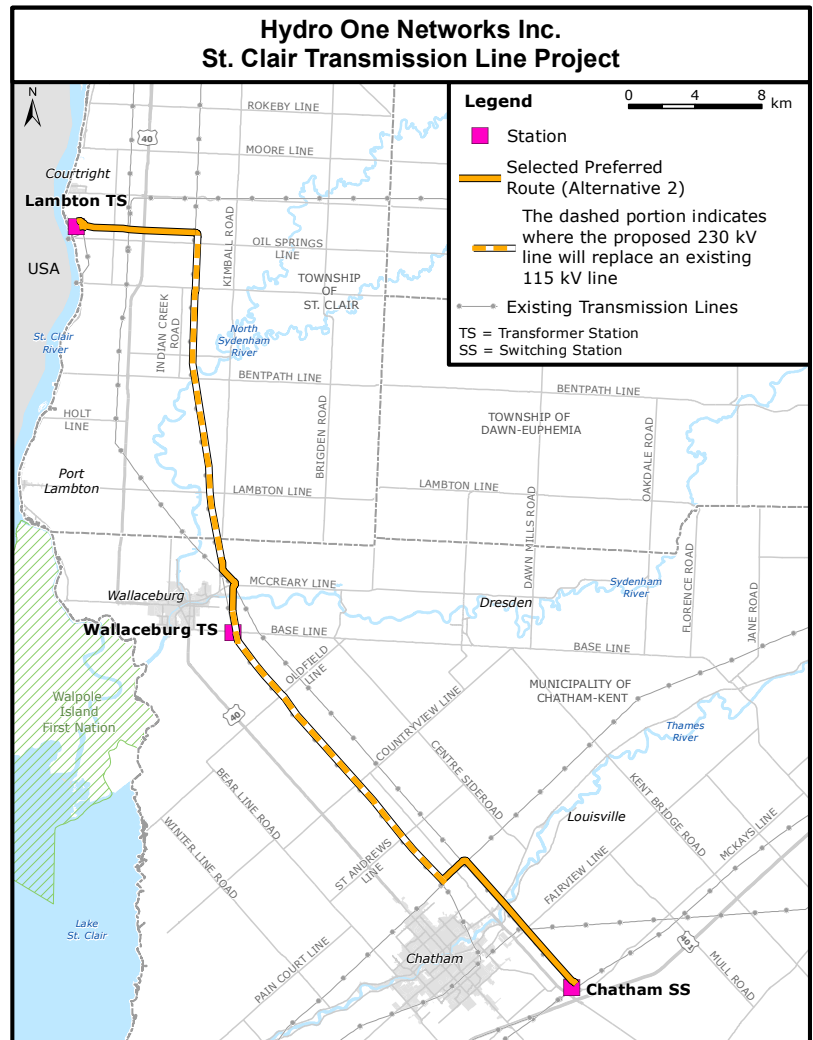 Hydro One Networks Inc.
St. Clair Transmission Line Project
N
Legend
0 4 8 km
Station
Selected Preferred
Route (Alternative 2)
The dashed portion indicates
where the proposed 230 kV
line will replace an existing
115 kV line
Existing Transmission Lines
TS = Transformer Station
SS = Switching Station
ROKEBY LINE
40
MOORE LINE
Courtright
Lambton TS
KIMBALL ROAD
OIL SPRINGS
LINE
USA
TOWNSHIP
OF
ST. CLAIR
INDIAN CREEK
ROAD
St. Clair
River
North
Sydenham
River
BENTPATH LINE
BENTPATH LINE
HOLT
LINE
BRIGDEN ROAD
TOWNSHIP OF
DAWN-EUPHEMIA
OAKDALE ROAD
Port
Lambton
LAMBTON LINE
LAMBTON LINE
DAWN MILLS ROAD
FLORENCE ROAD
JANE ROAD
MCCREARY LINE
Sydenham
River
Wallaceburg
Dresden
Wallaceburg TS
BASE LINE
BASE LINE
OLDFIELD
LINE
MUNICIPALITY OF
CHATHAM-KENT
Walpole
Island
First Nation
40
COUNTRYVIEW LINE
Thames
River
CENTRE SIDEROAD
BEAR LINE ROAD
KENT BRIDGE ROAD
Louisville
WINTER LINE ROAD
ST ANDREWS
LINE
FAIRVIEW LINE
MCKAYS LINE
Lake
St. Clair
PAIN COURT LINE
Chatham
401
MULL ROAD
Chatham SS